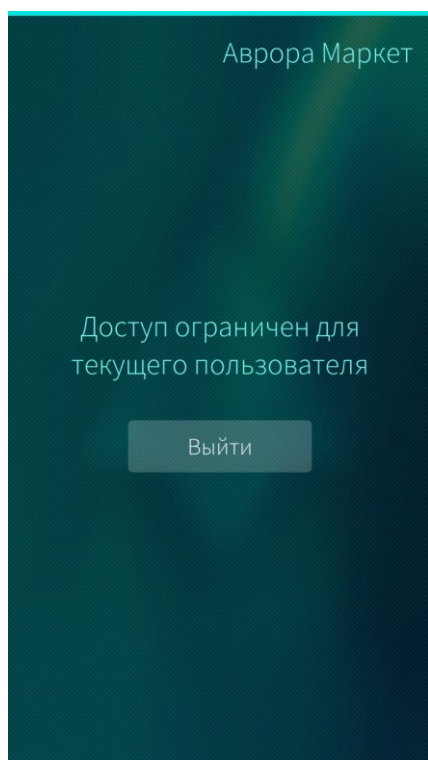 Аврора Маркет
Доступ ограничен для
текущего пользователя
Выйти